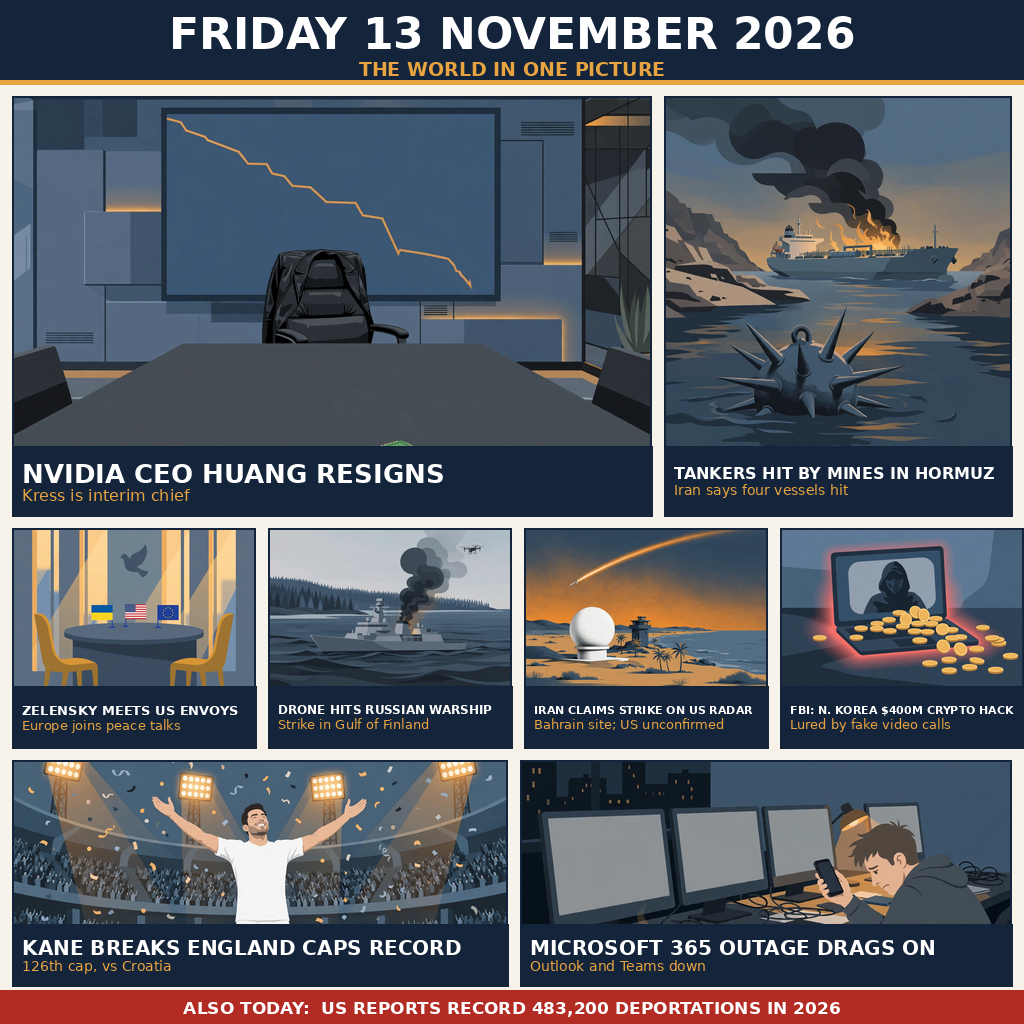 FRIDAY 13 NOVEMBER 2026
THE WORLD IN ONE PICTURE
NVIDIA CEO HUANG RESIGNS
Kress is interim chief
TANKERS HIT BY MINES IN HORMUZ
Iran says four vessels hit
ZELENSKY MEETS US ENVOYS
Europe joins peace talks
DRONE HITS RUSSIAN WARSHIP
Strike in Gulf of Finland
IRAN CLAIMS STRIKE ON US RADAR
Bahrain site; US unconfirmed
FBI: N. KOREA $400M CRYPTO HACK
Lured by fake video calls
KANE BREAKS ENGLAND CAPS RECORD
126th cap, vs Croatia
MICROSOFT 365 OUTAGE DRAGS ON
Outlook and Teams down
ALSO TODAY: US REPORTS RECORD 483,200 DEPORTATIONS IN 2026